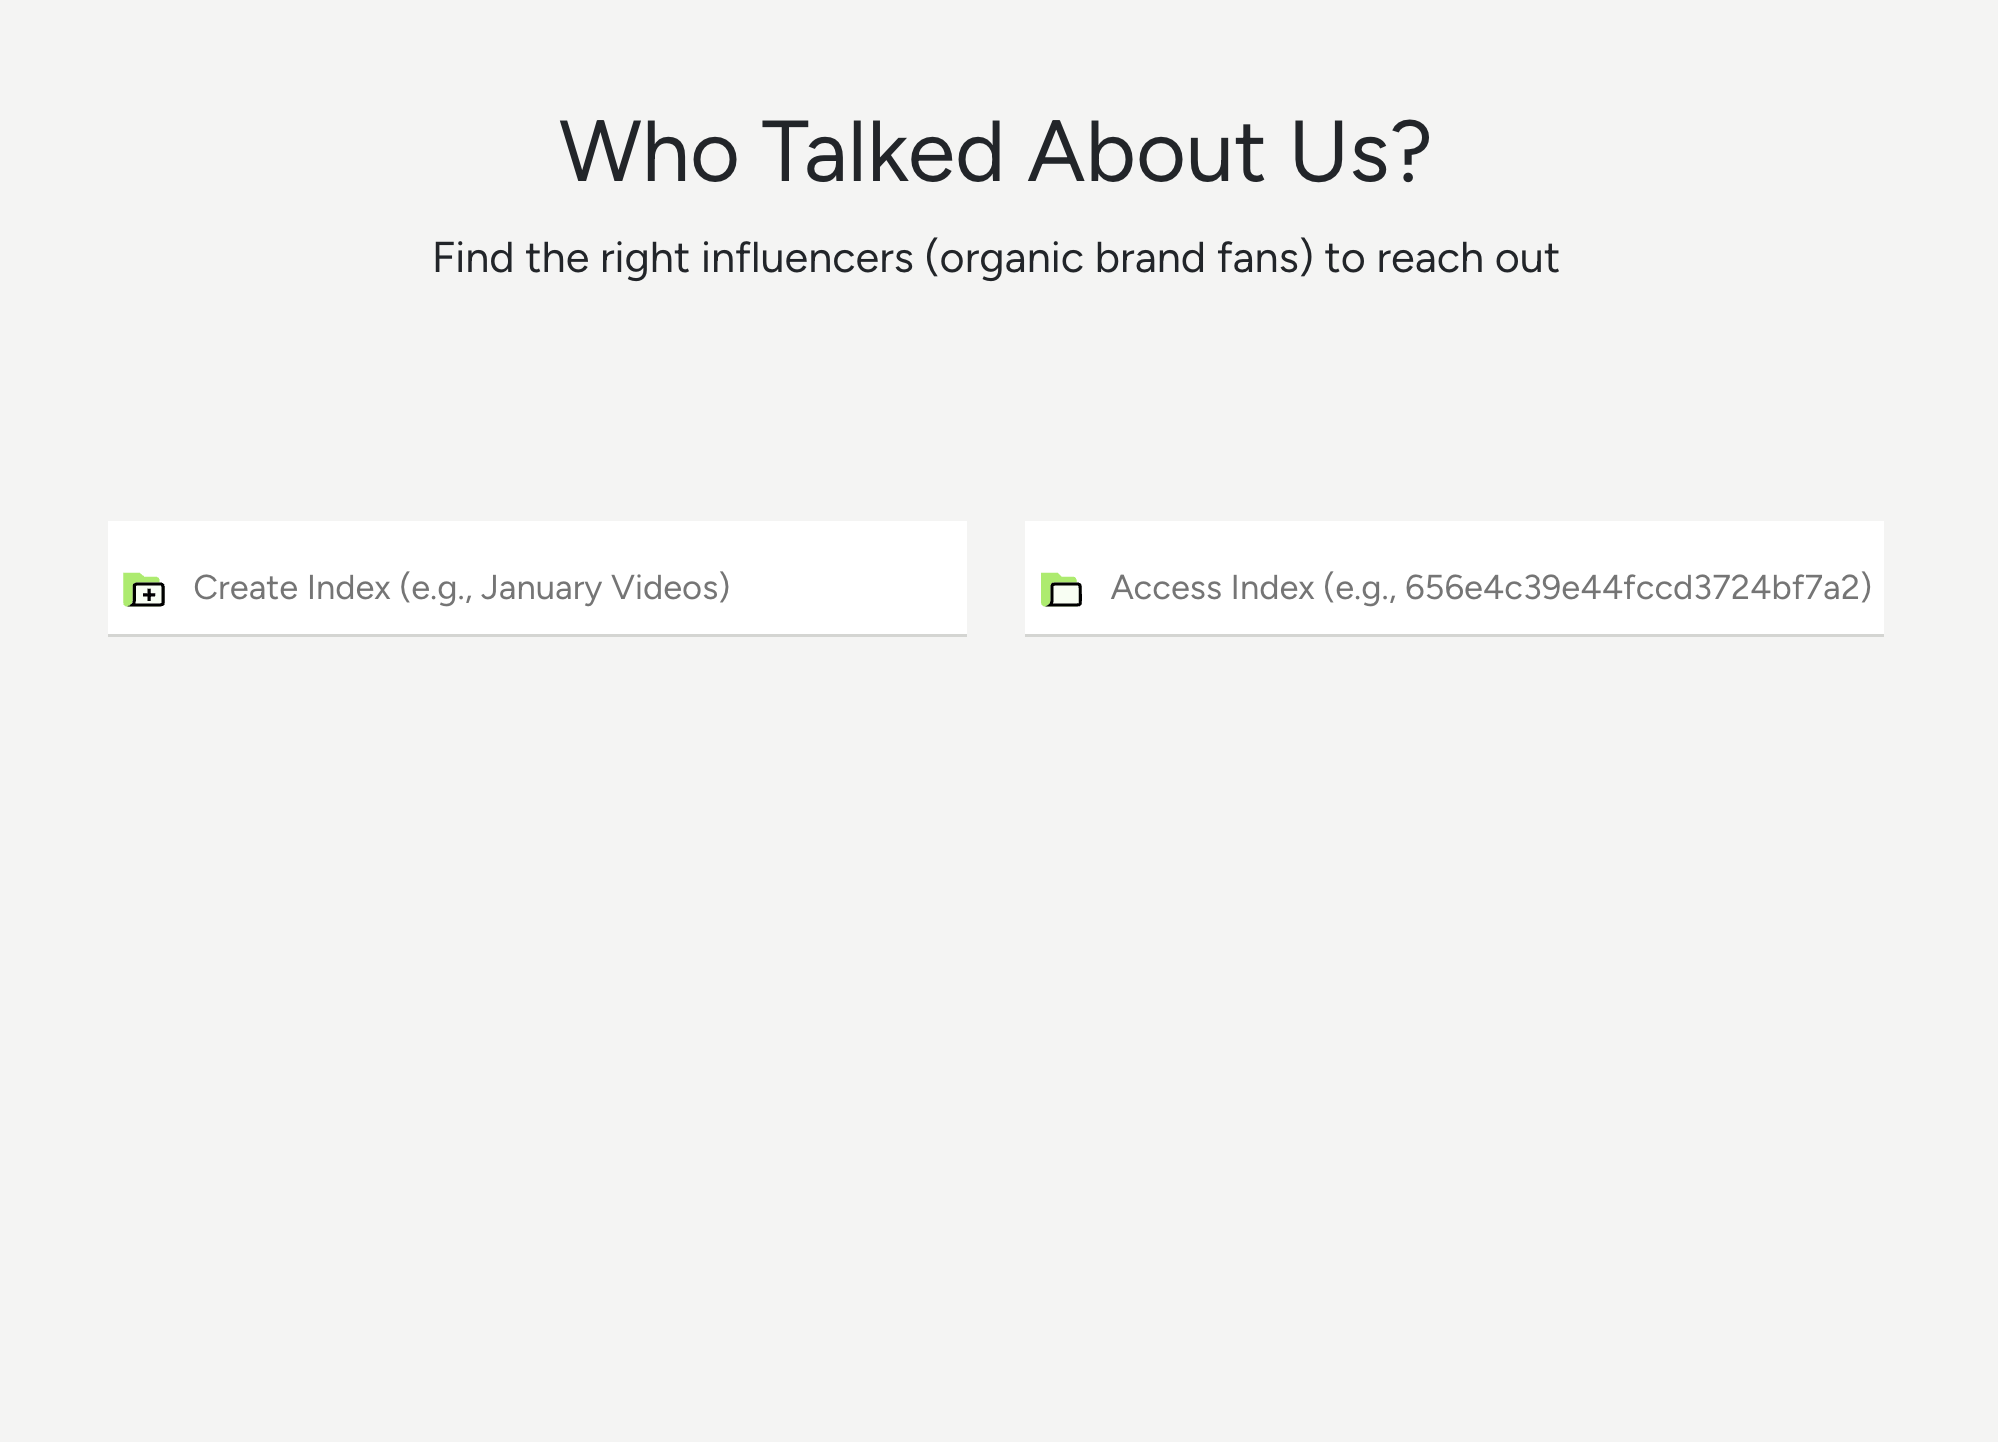 Who Talked About Us?
Find the right influencers (organic brand fans) to reach out
Create Index (e.g., January Videos)
Access Index (e.g., 656e4c39e44fccd3724bf7a2)